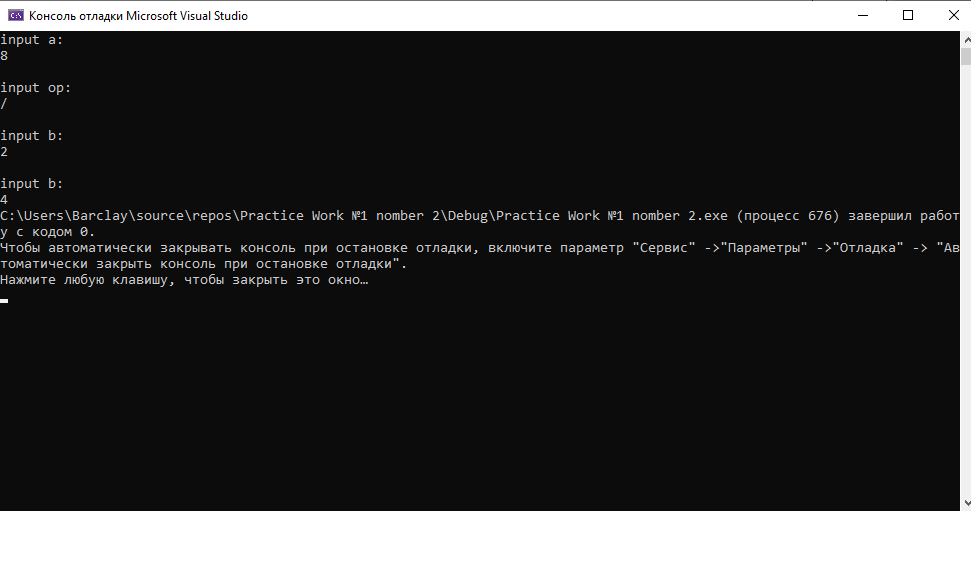 Консоль отладки Microsoft Visual Studio
input a:
8
input op:
/
input b:
2
input b:
4
C:\Users\Barclay\source\repos\Practice Work №1 nomber 2\Debug\Practice Work №1 nomber 2.exe (процесс 676) завершил работ
у с кодом 0.
Чтобы автоматически закрывать консоль при остановке отладки, включите параметр "Сервис" ->"Параметры" ->"Отладка" -> "Ав
томатически закрыть консоль при остановке отладки".
Нажмите любую клавишу, чтобы закрыть это окно…